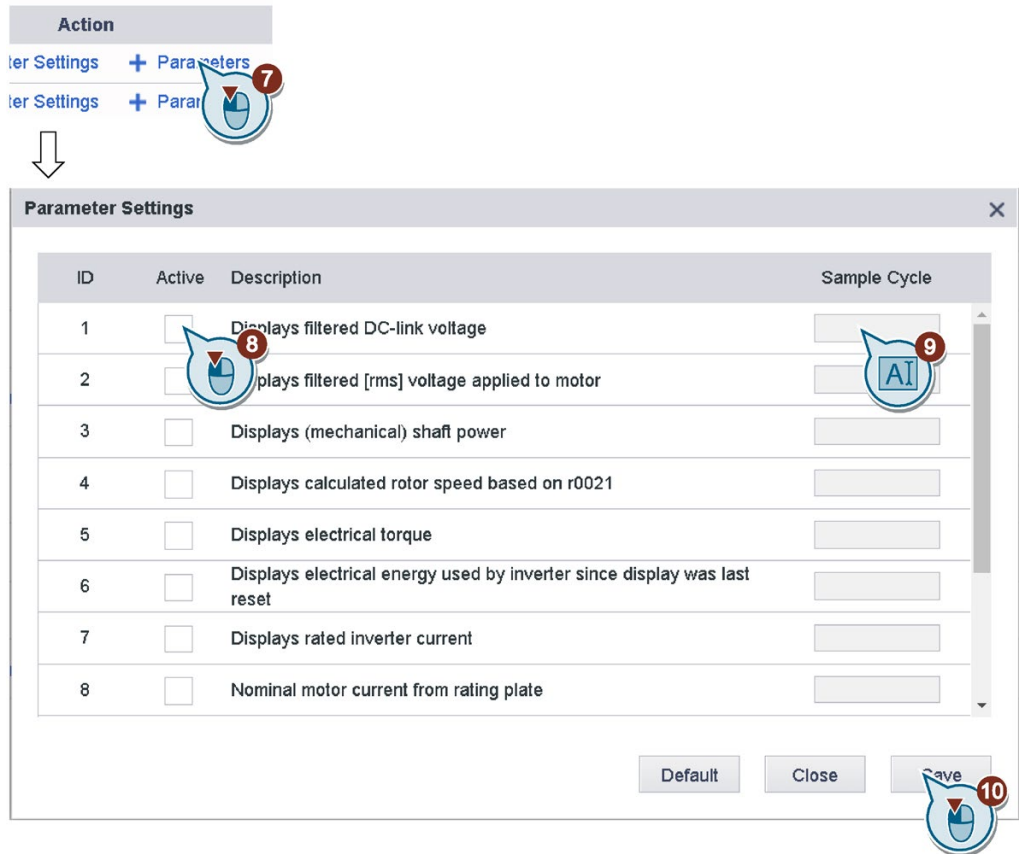 Action
ter Settings + Parameters
7
ter Settings + Parar
Parameter Settings
ID Active Description Sample Cycle
1 Displays filtered DC-link voltage
8
9
2 plays filtered [rms] voltage applied to motor
AI
3 Displays (mechanical) shaft power
4 Displays calculated rotor speed based on r0021
5 Displays electrical torque
6 Displays electrical energy used by inverter since display was last
reset
7 Displays rated inverter current
8 Nominal motor current from rating plate
Default Close Save
10